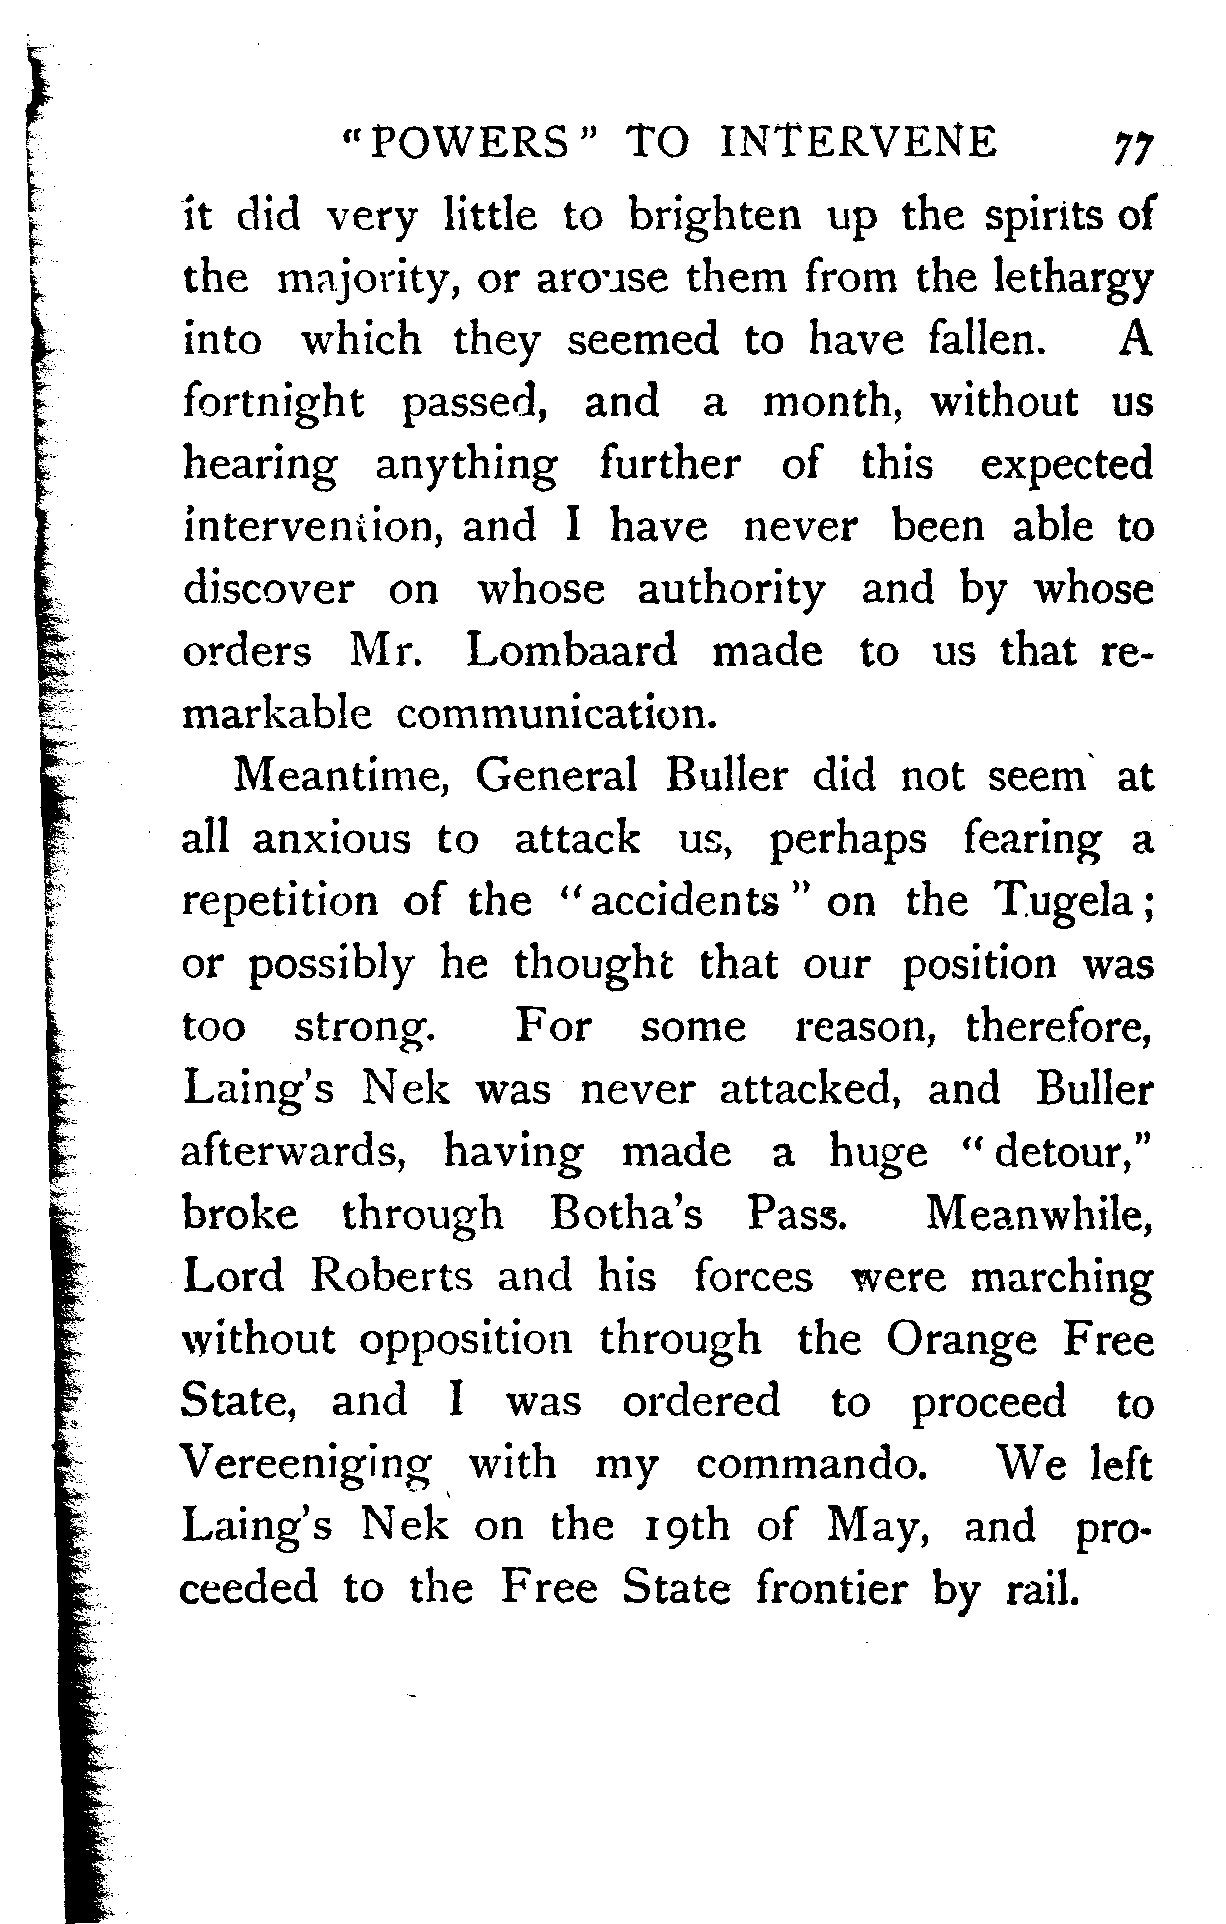 "POWERS" TO INTERVENE 77
it did very little to brighten up the spirits of
the majority, or arouse them from the lethargy
into which they seemed to have fallen. A
fortnight passed, and a month, without us
hearing anything further of this expected
intervention, and I have never been able to
discover on whose authority and by whose
orders Mr. Lombaard made to us that re-
markable communication.
Meantime, General Buller did not seem at
all anxious to attack us, perhaps fearing a
repetition of the "accidents" on the Tugela;
or possibly he thought that our position was
too strong. For some reason, therefore,
Laing's Nek was never attacked, and Buller
afterwards, having made a huge "detour,"
broke through Botha's Pass. Meanwhile,
Lord Roberts and his forces were marching
without opposition through the Orange Free
State, and I was ordered to proceed to
Vereeniging with my commando. We left
Laing's Nek on the 19th of May, and pro-
ceeded to the Free State frontier by rail.